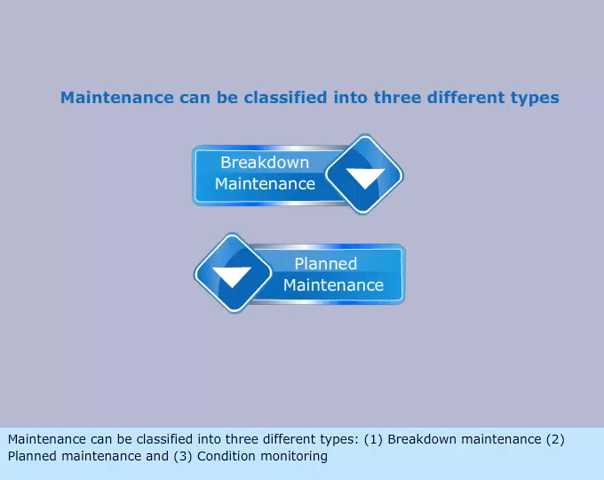 Maintenance can be classified into three different types
Breakdown
Maintenance
Planned
Maintenance
Maintenance can be classified into three different types: (1) Breakdown maintenance (2)
Planned maintenance and (3) Condition monitoring